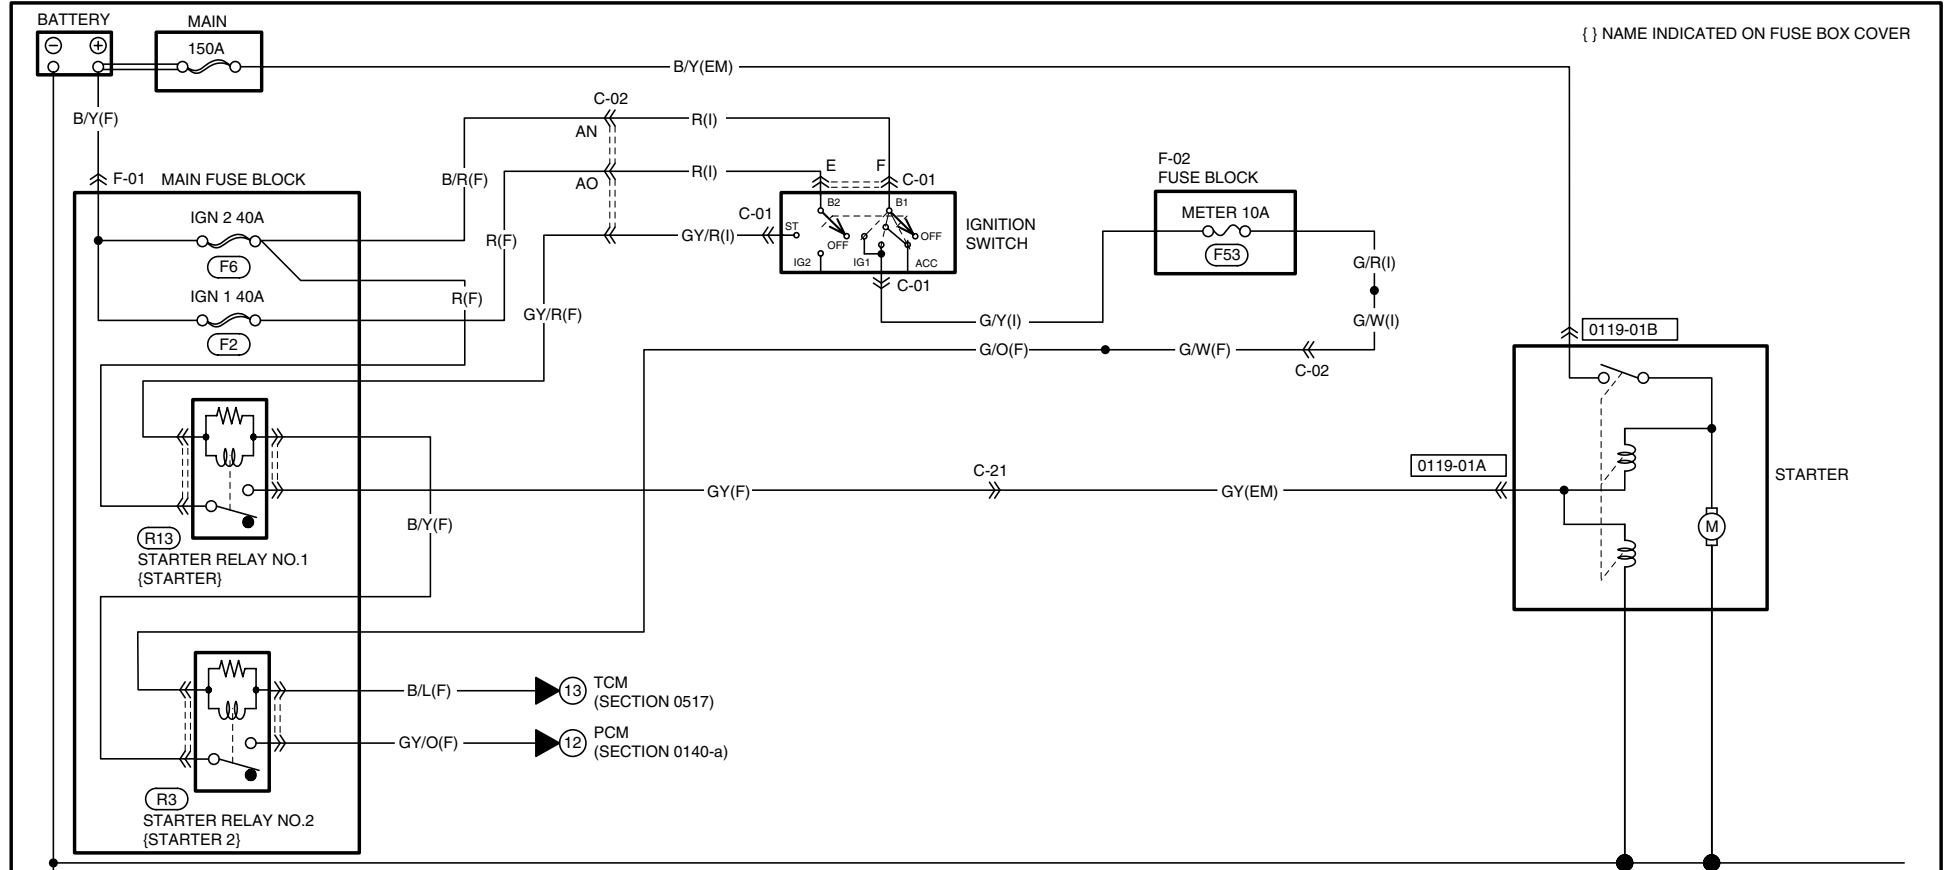 BATTERY
MAIN
150A
{ } NAME INDICATED ON FUSE BOX COVER
B/Y(EM)
B/Y(F)
C-02
AN
R(I)
AO
R(I)
B/R(F)
E
F
C-01
F-02
FUSE BLOCK
F-01
MAIN FUSE BLOCK
IGN 2 40A
F6
R(F)
C-01
GY/R(I)
ST
B2
B1
OFF
OFF
IG2
IG1
ACC
IGNITION
SWITCH
C-01
METER 10A
F53
G/R(I)
IGN 1 40A
F2
R(F)
GY/R(F)
G/Y(I)
G/W(I)
G/O(F)
G/W(F)
C-02
0119-01B
C-21
0119-01A
GY(F)
GY(EM)
STARTER
M
B/Y(F)
R13
STARTER RELAY NO.1
{STARTER}
B/L(F)
13
TCM
(SECTION 0517)
GY/O(F)
12
PCM
(SECTION 0140-a)
R3
STARTER RELAY NO.2
{STARTER 2}